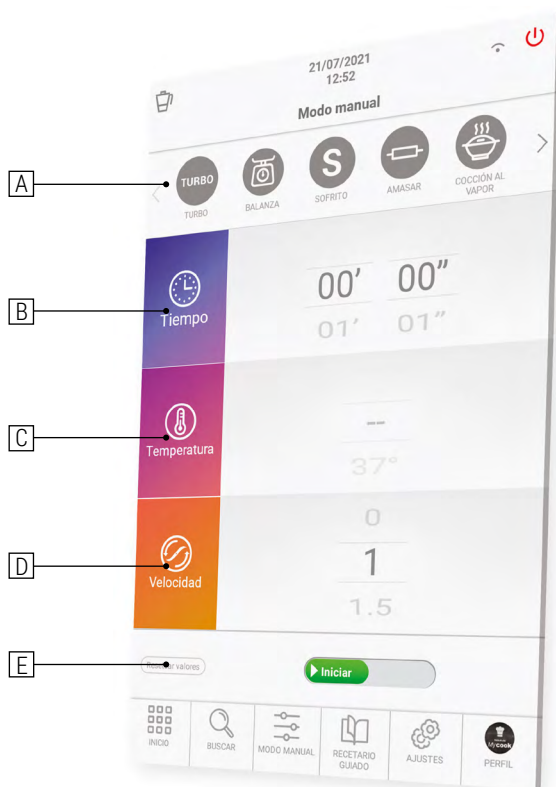 21/07/2021
12:52
Modo manual
A
TURBO
S
TURBO
BALANZA
SOFRITO
AMASAR
COCCIÓN AL
VAPOR
B
Tiempo
00’ 00”
01’ 01”
C
Temperatura
--
37°
D
Velocidad
0
1
1.5
E
valores
Iniciar
INICIO
BUSCAR
MODO MANUAL
RECETARIO
GUIADO
AJUSTES
Mycook
PERFIL